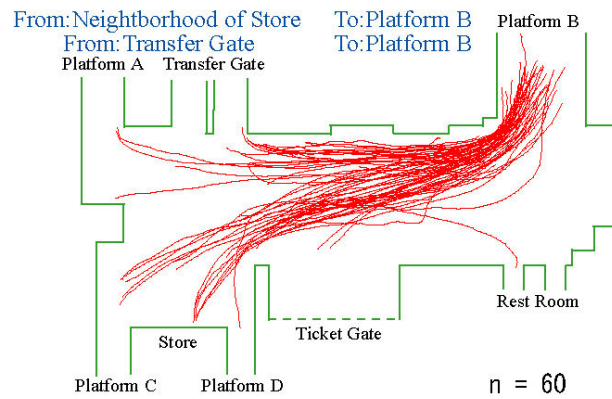 From:Neightborhood of Store To:Platform B
From:Transfer Gate To:Platform B
Platform B
Platform A Transfer Gate
Rest Room
Ticket Gate
Store
Platform C Platform D
n = 60